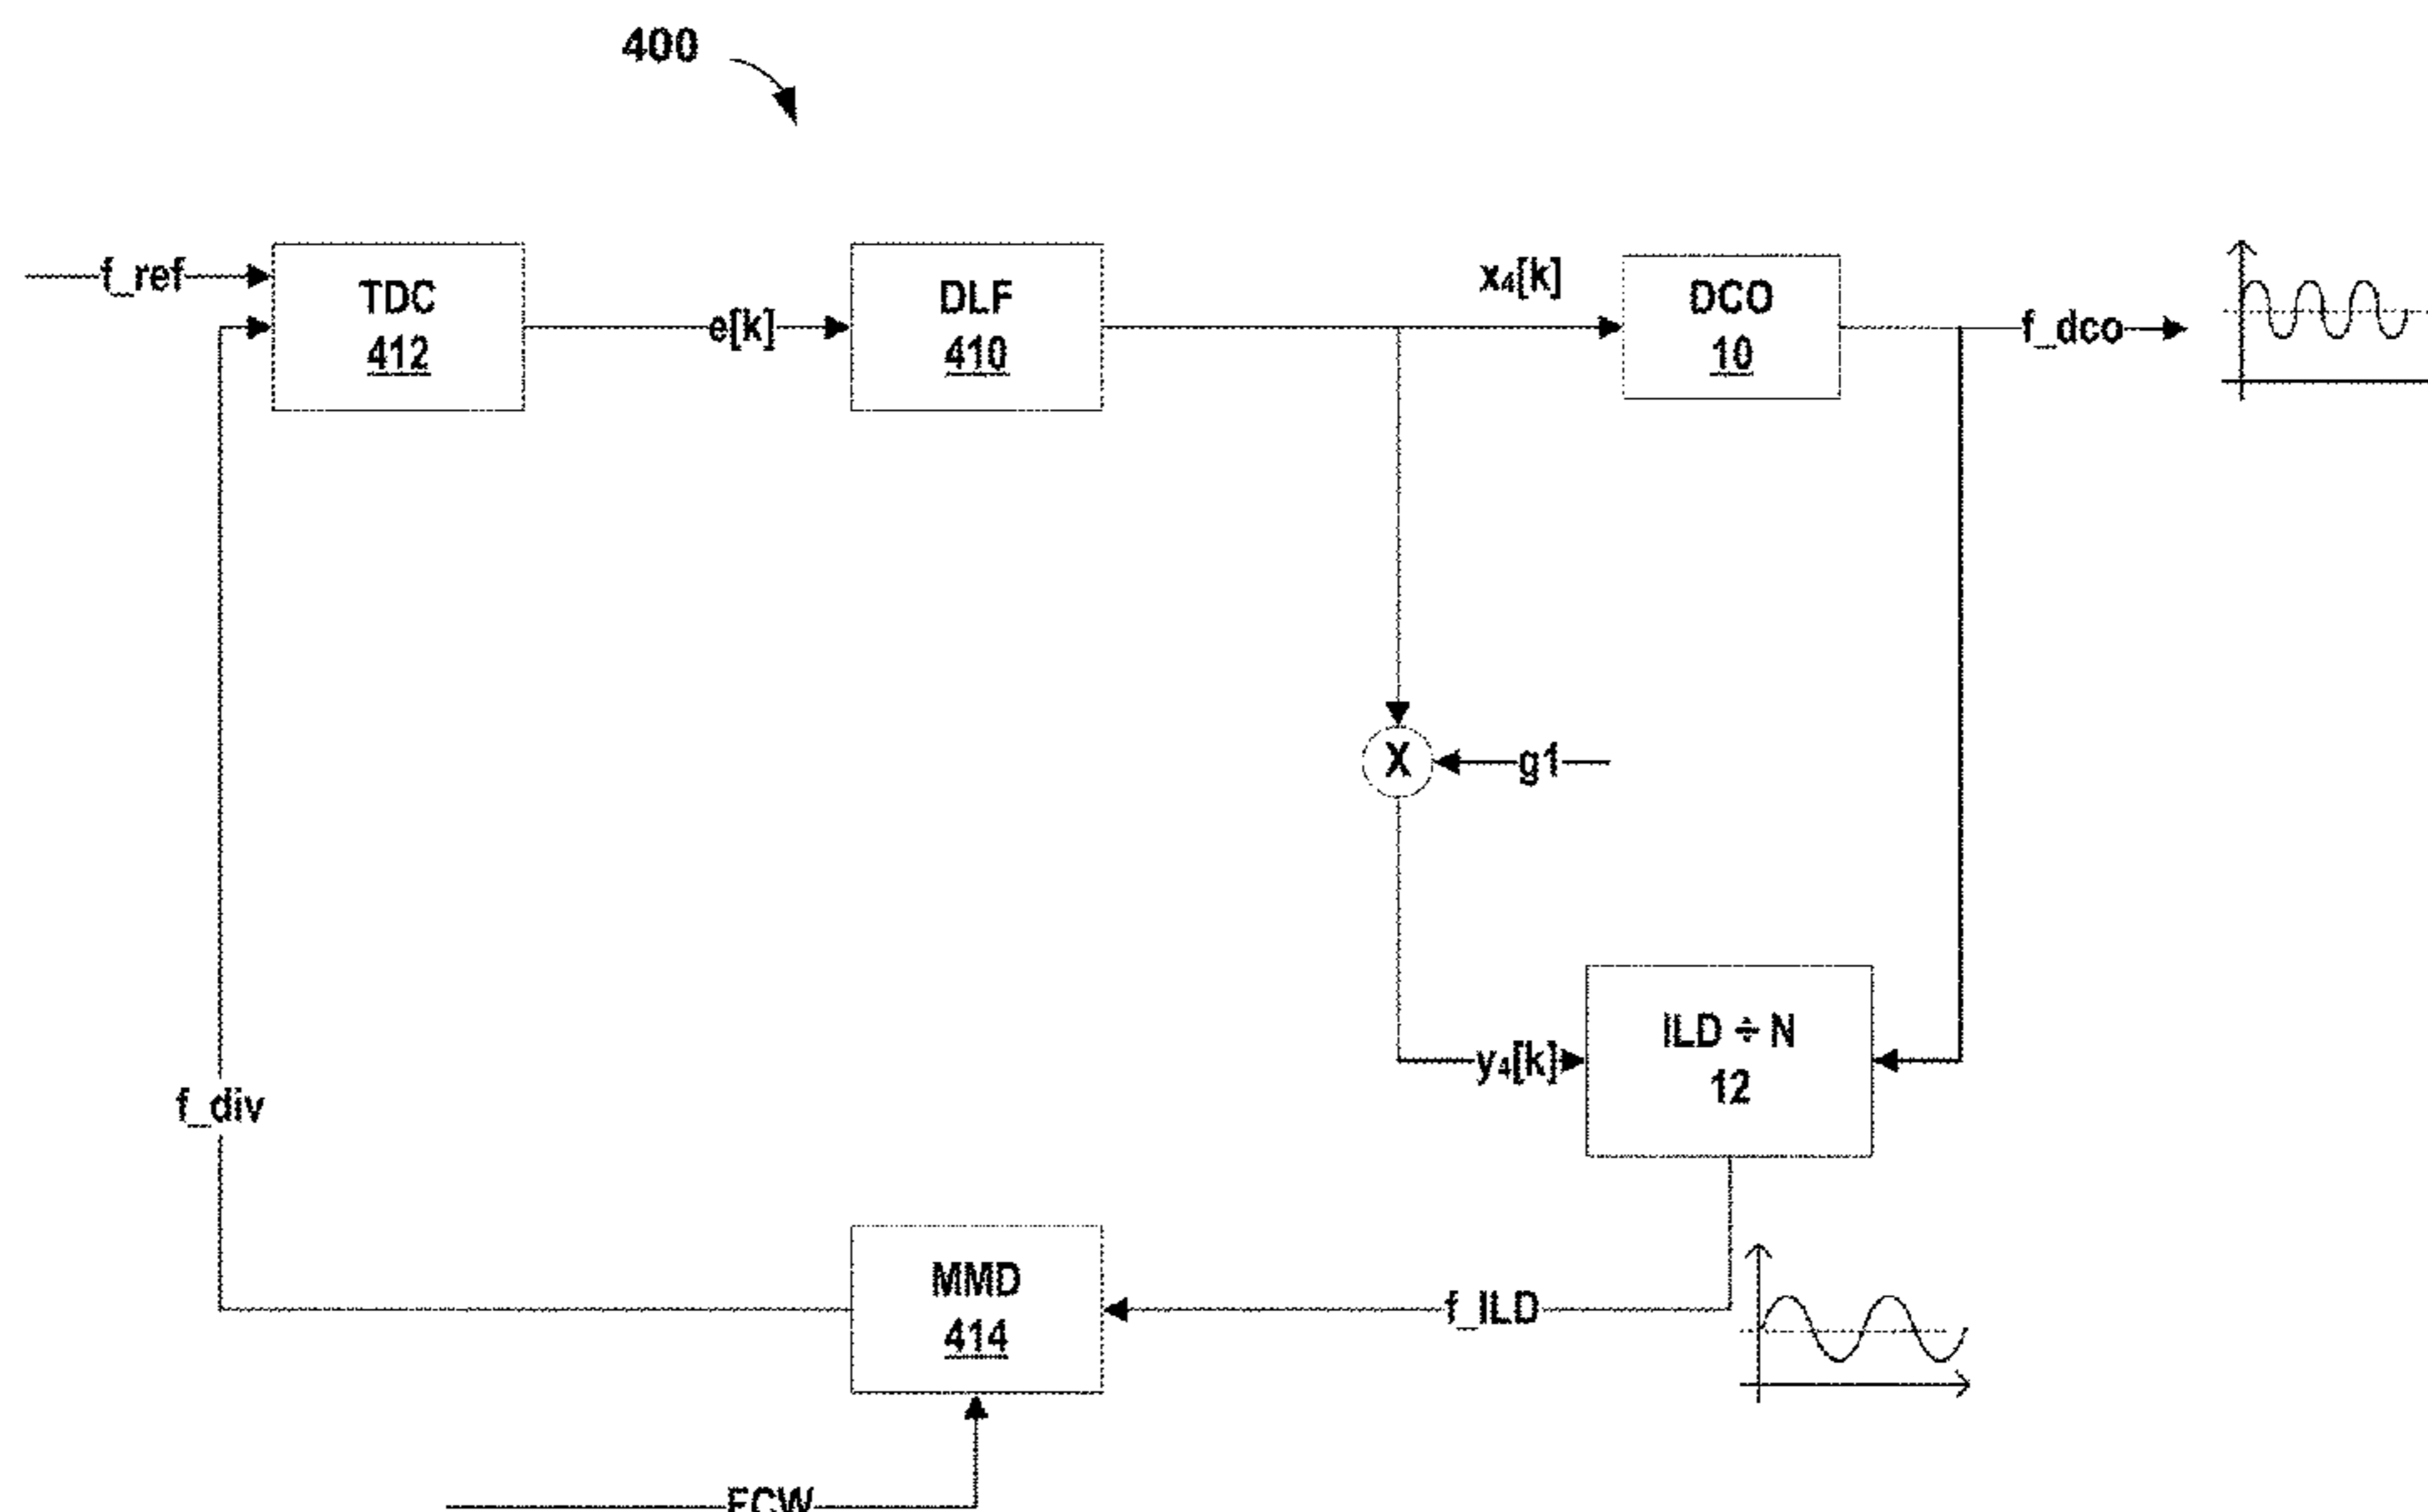 400
f_ref
TDC
412
e[k]
DLF
410
x₄[k]
DCO
10
f_dco
X
g1
y₄[k]
ILD ÷ N
12
f_div
MMD
414
f_ILD
FCW